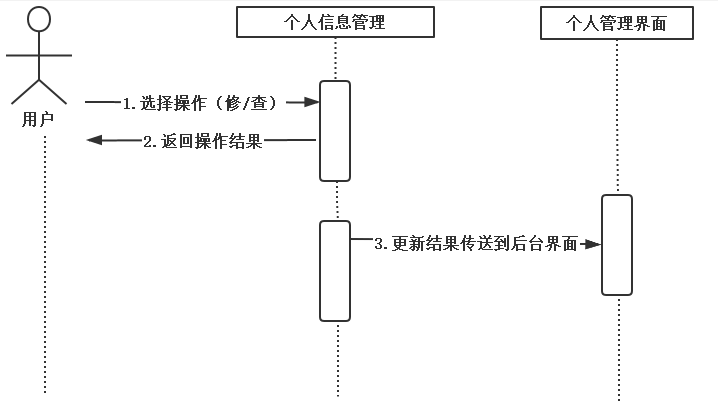 个人信息管理
个人管理界面
用户
1.选择操作（修/查）
2.返回操作结果
3.更新结果传送到后台界面